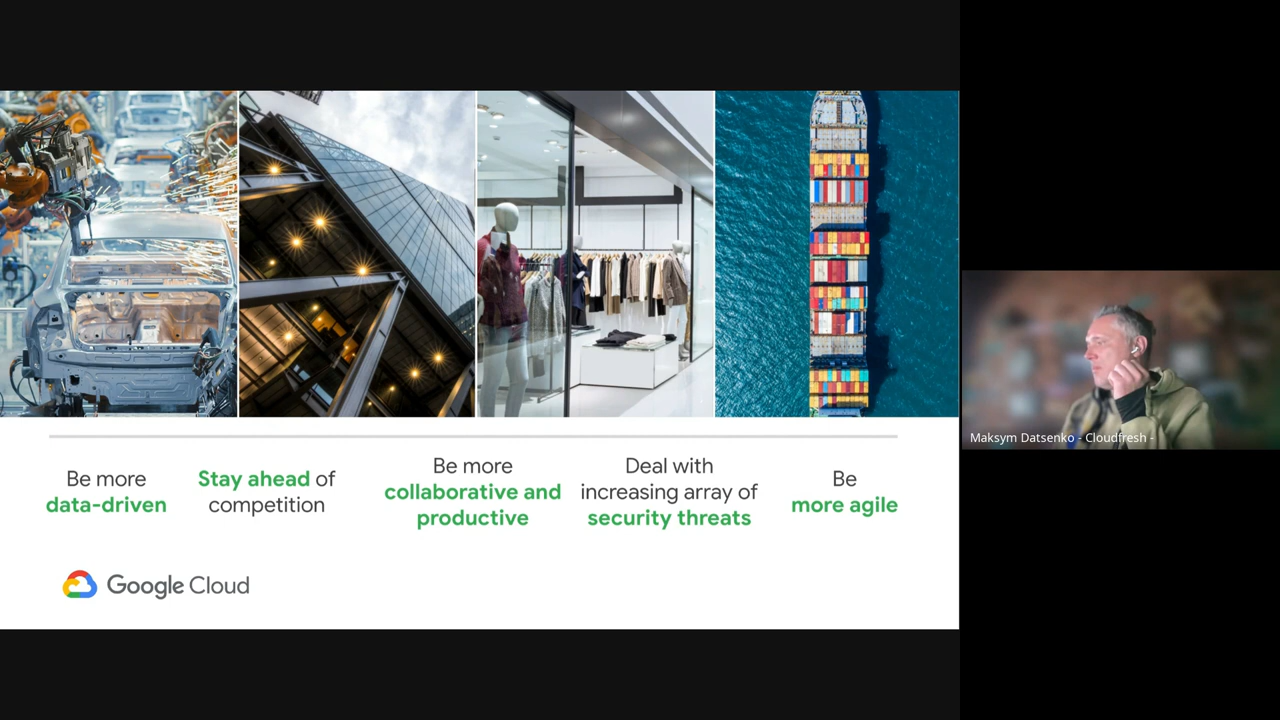 Be more
data-driven
Stay ahead of
competition
Be more
collaborative and
productive
Deal with
increasing array of
security threats
Be
more agile
Google Cloud
Maksym Datsenko - Cloudfresh -